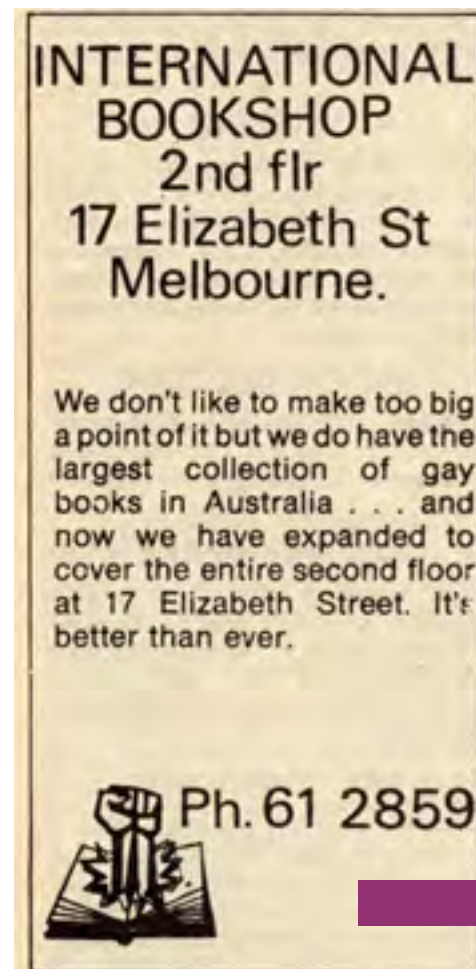 INTERNATIONAL
BOOKSHOP
2nd flr
17 Elizabeth St
Melbourne.
We don't like to make too big
a point of it but we do have the
largest collection of gay
books in Australia . . . and
now we have expanded to
cover the entire second floor
at 17 Elizabeth Street. It's
better than ever.
Ph. 61 2859